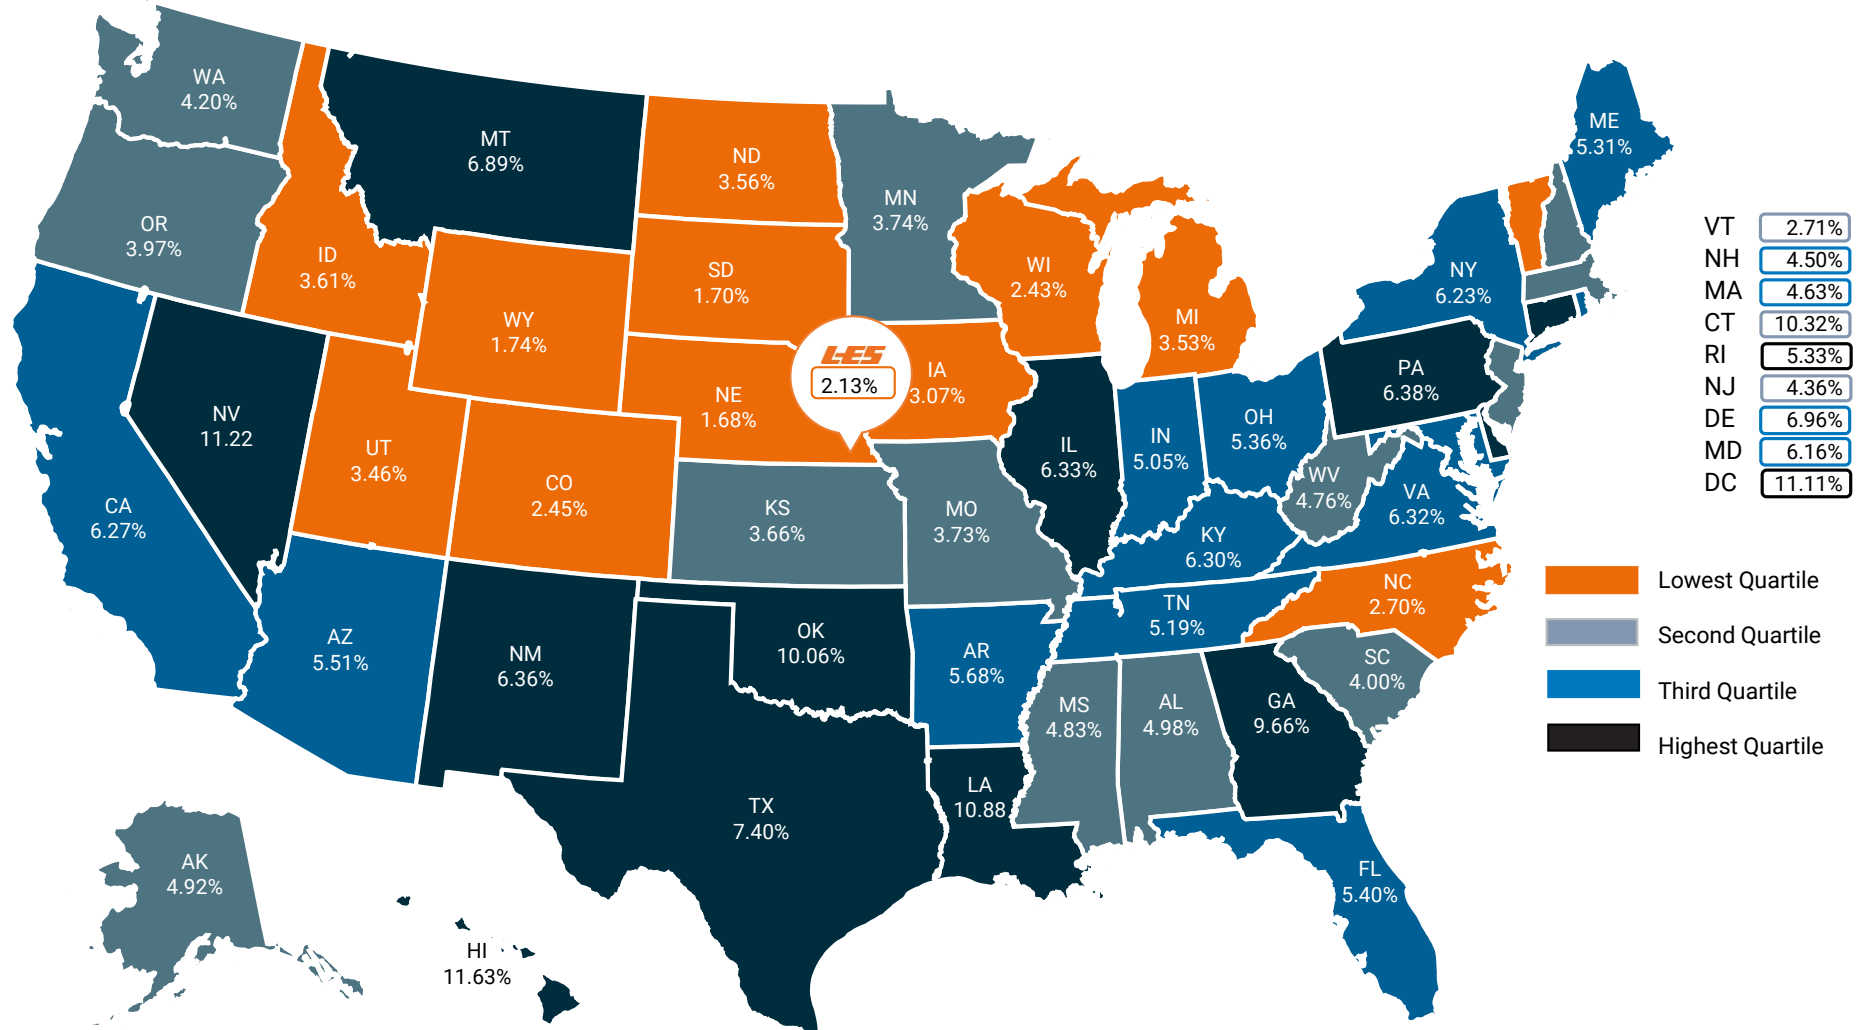 WA
4.20%
OR
3.97%
CA
6.27%
NV
11.22
ID
3.61%
MT
6.89%
WY
1.74%
UT
3.46%
AZ
5.51%
CO
2.45%
NM
6.36%
ND
3.56%
SD
1.70%
NE
1.68%
LES
2.13%
KS
3.66%
OK
10.06%
TX
7.40%
MN
3.74%
IA
3.07%
MO
3.73%
AR
5.68%
LA
10.88
WI
2.43%
IL
6.33%
MI
3.53%
IN
5.05%
OH
5.36%
KY
6.30%
TN
5.19%
MS
4.83%
AL
4.98%
GA
9.66%
FL
5.40%
SC
4.00%
NC
2.70%
VA
6.32%
WV
4.76%
PA
6.38%
NY
6.23%
ME
5.31%
AK
4.92%
HI
11.63%
VT 2.71%
NH 4.50%
MA 4.63%
CT 10.32%
RI 5.33%
NJ 4.36%
DE 6.96%
MD 6.16%
DC 11.11%
Lowest Quartile
Second Quartile
Third Quartile
Highest Quartile